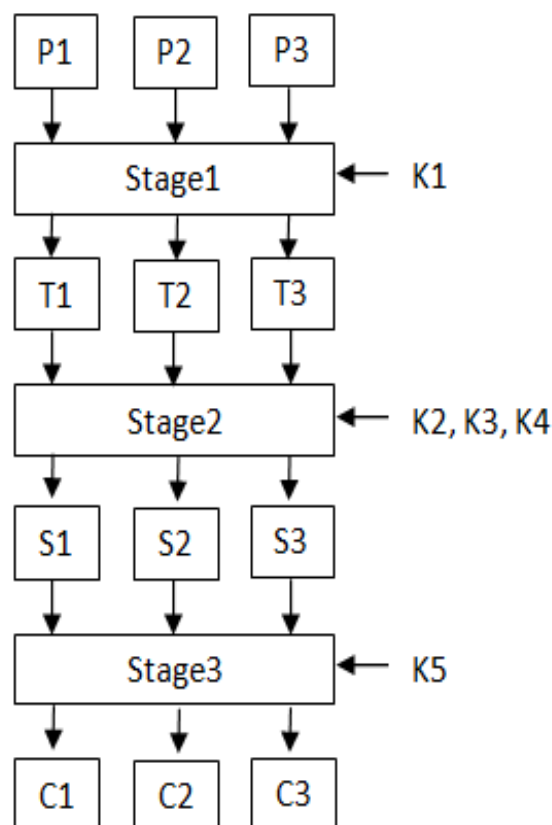 P1 P2 P3
Stage1 K1
T1 T2 T3
Stage2 K2, K3, K4
S1 S2 S3
Stage3 K5
C1 C2 C3